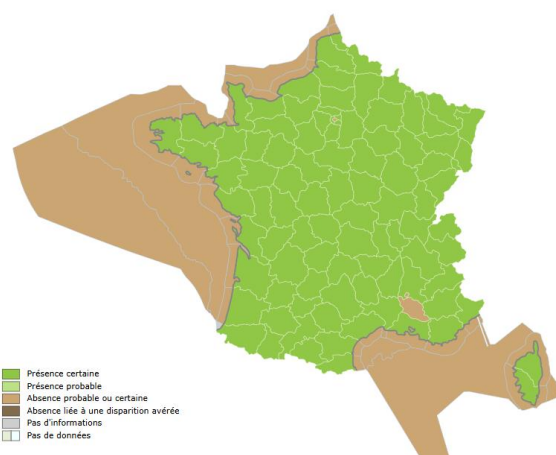 Présence certaine
Présence probable
Absence probable ou certaine
Absence liée à une disparition avérée
Pas d'informations
Pas de données